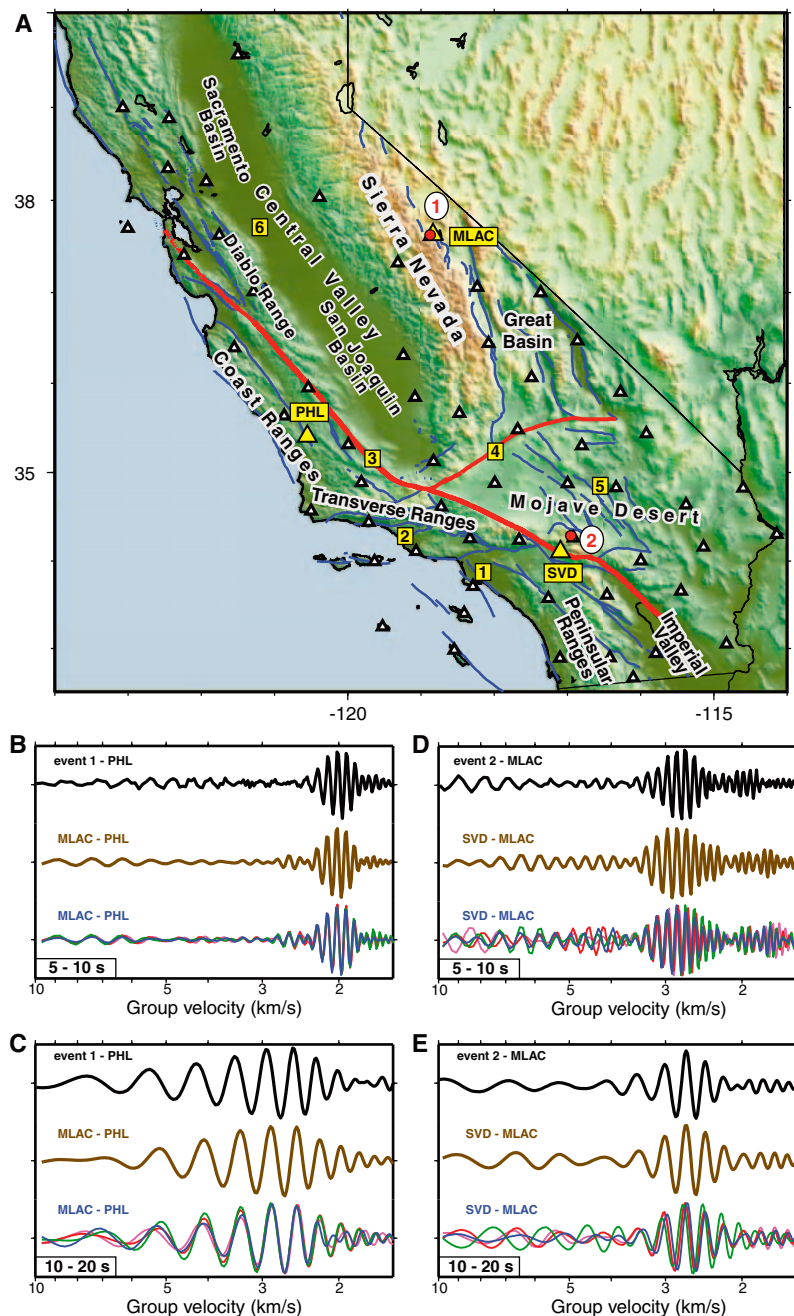 A
38
35
-120
-115
Sacramento
Basin
Central Valley
San Joaquin
Basin
Sierra Nevada
1
MLAC
6
Diablo Range
Great
Basin
Coast Ranges
PHL
3
4
5
Transverse Ranges
Mojave Desert
2
2
1
SVD
Peninsular
Ranges
Imperial
Valley
B
event 1 - PHL
MLAC - PHL
MLAC - PHL
5 - 10 s
10 5 3 2
Group velocity (km/s)
D
event 2 - MLAC
SVD - MLAC
SVD - MLAC
5 - 10 s
10 5 3 2
Group velocity (km/s)
C
event 1 - PHL
MLAC - PHL
MLAC - PHL
10 - 20 s
10 5 3 2
Group velocity (km/s)
E
event 2 - MLAC
SVD - MLAC
SVD - MLAC
10 - 20 s
10 5 3 2
Group velocity (km/s)